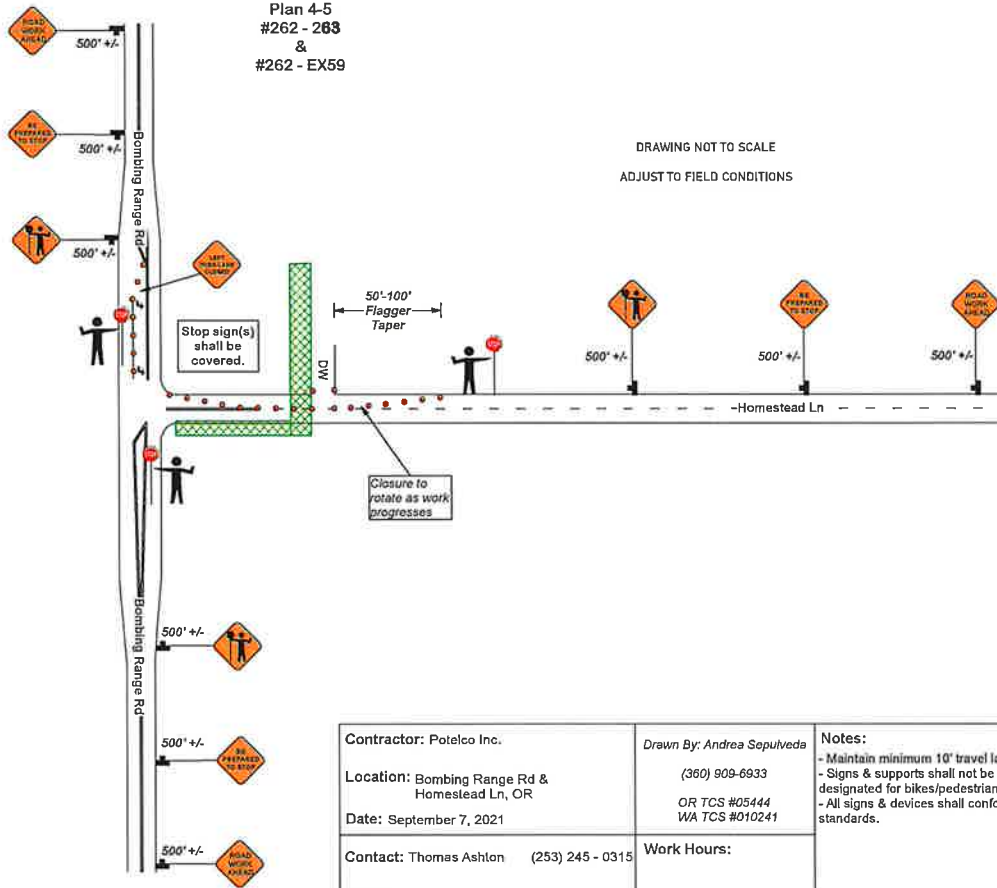 Plan 4-5
#262 - 263
&
#262 - EX59
DRAWING NOT TO SCALE
ADJUST TO FIELD CONDITIONS
ROAD
WORK
AHEAD
500' +/-
BE
PREPARED
TO STOP
500' +/-
500' +/-
Bombing Range Rd
LEFT
TURN LANE
CLOSED
STOP
Stop sign(s)
shall be
covered.
DW
50'-100'
Flagger
Taper
STOP
500' +/-
BE
PREPARED
TO STOP
500' +/-
ROAD
WORK
AHEAD
500' +/-
Homestead Ln
STOP
Closure to
rotate as work
progresses
Bombing Range Rd
500' +/-
500' +/-
BE
PREPARED
TO STOP
500' +/-
ROAD
WORK
AHEAD
Contractor: Potelco Inc.
Location: Bombing Range Rd &
Homestead Ln, OR
Date: September 7, 2021
Contact: Thomas Ashton (253) 245 - 0315
Drawn By: Andrea Sepulveda
(360) 909-6933
OR TCS #05444
WA TCS #010241
Work Hours:
Notes:
- Maintain minimum 10' travel la
- Signs & supports shall not be
designated for bikes/pedestrian
- All signs & devices shall confo
standards.